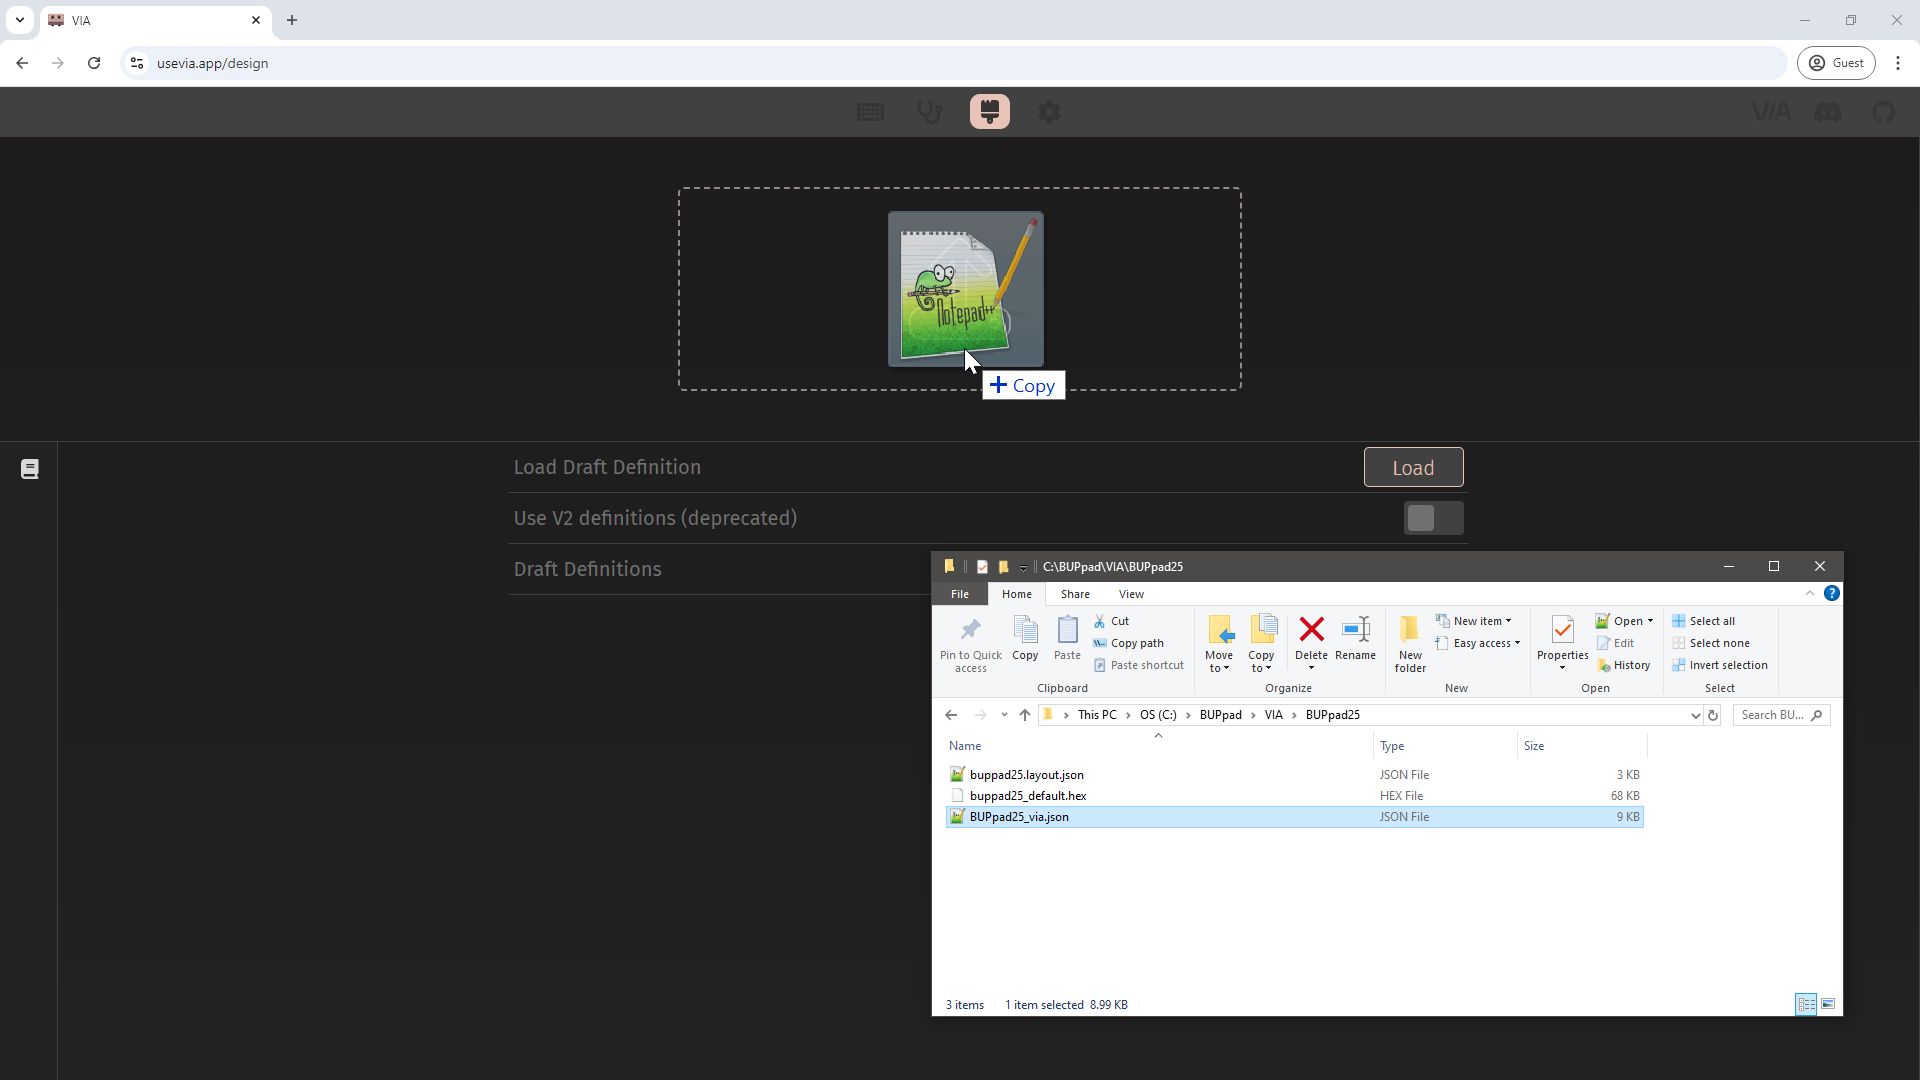 VIA
usevia.app/design
Guest
VIA
Notepad++
Copy
Load Draft Definition
Load
Use V2 definitions (deprecated)
Draft Definitions
C:\BUPpad\VIA\BUPpad25
File
Home
Share
View
Pin to Quick access
Copy
Paste
Cut
Copy path
Paste shortcut
Clipboard
Move to
Copy to
Delete
Rename
Organize
New folder
New item
Easy access
New
Properties
Open
Edit
History
Open
Select all
Select none
Invert selection
Select
This PC
OS (C:)
BUPpad
VIA
BUPpad25
Search BU...
Name
Type
Size
buppad25.layout.json JSON File 3 KB
buppad25_default.hex HEX File 68 KB
BUPpad25_via.json JSON File 9 KB
3 items 1 item selected 8.99 KB